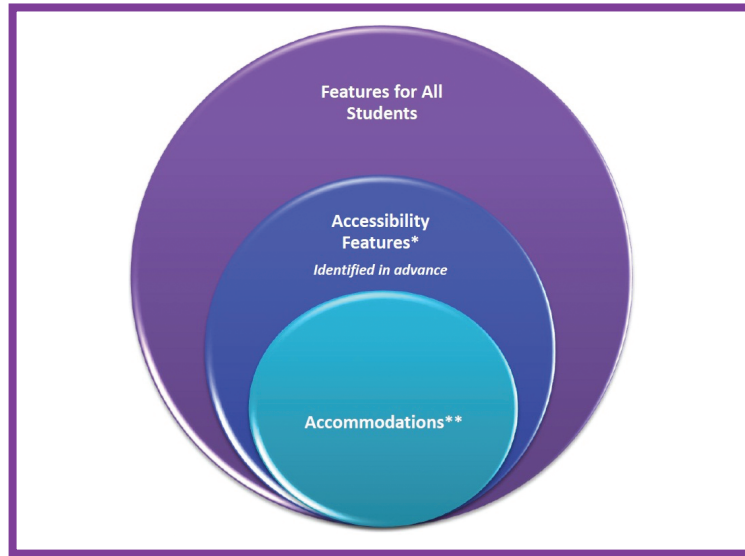 Features for All
Students
Accessibility
Features*
Identified in advance
Accommodations**